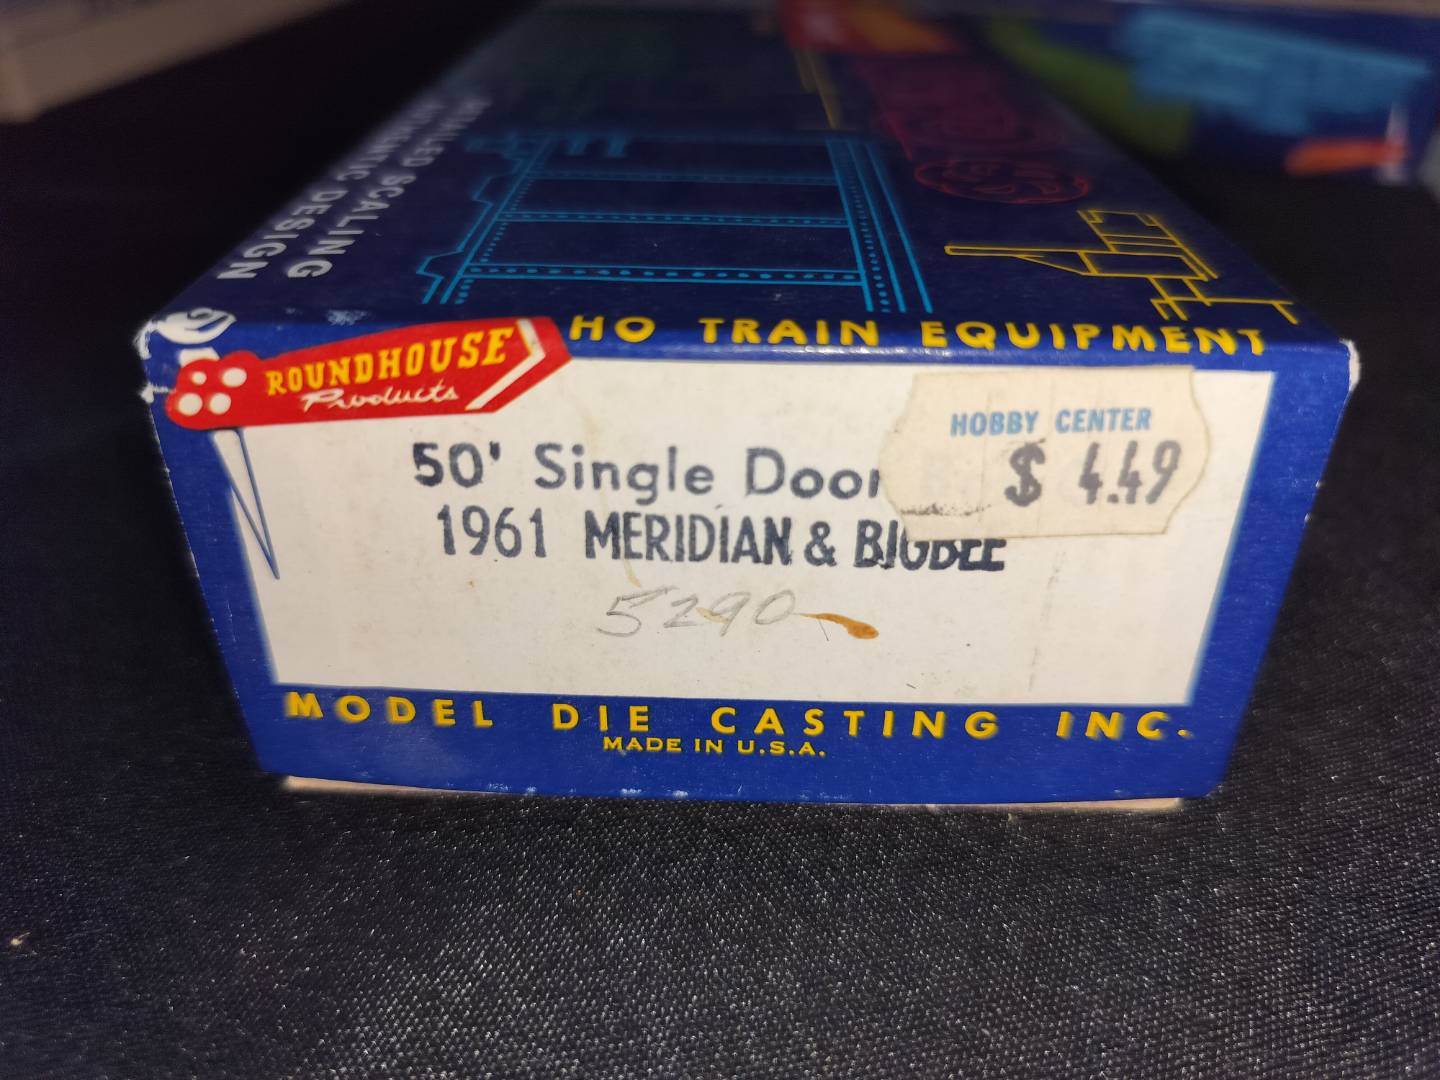 DETAILED SCALING
AUTHENTIC DESIGN
HO TRAIN EQUIPMENT
ROUNDHOUSE
Products
HOBBY CENTER
$ 4.49
50' Single Door
1961 MERIDIAN & BIGBEE
5290
MODEL DIE CASTING INC.
MADE IN U.S.A.